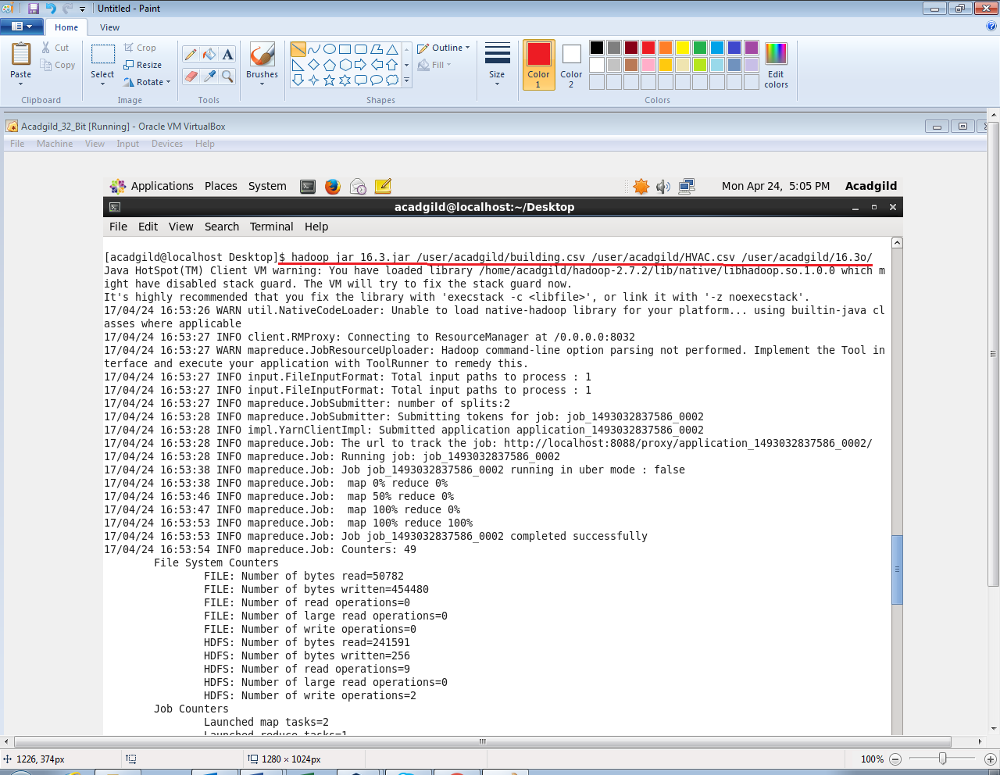 Untitled - Paint
Home
View
Paste
Cut
Copy
Clipboard
Select
Crop
Resize
Rotate
Image
A
Tools
Brushes
Outline
Fill
Shapes
Size
Color 1
Color 2
Edit colors
Colors
Acadgild_32_Bit [Running] - Oracle VM VirtualBox
File Machine View Input Devices Help
Applications Places System Mon Apr 24, 5:05 PM Acadgild
acadgild@localhost:~/Desktop
File Edit View Search Terminal Help
[acadgild@localhost Desktop]$ hadoop jar 16.3.jar /user/acadgild/building.csv /user/acadgild/HVAC.csv /user/acadgild/16.3o/
Java HotSpot(TM) Client VM warning: You have loaded library /home/acadgild/hadoop-2.7.2/lib/native/libhadoop.so.1.0.0 which m
ight have disabled stack guard. The VM will try to fix the stack guard now.
It's highly recommended that you fix the library with 'execstack -c <libfile>', or link it with '-z noexecstack'.
17/04/24 16:53:26 WARN util.NativeCodeLoader: Unable to load native-hadoop library for your platform... using builtin-java cl
asses where applicable
17/04/24 16:53:27 INFO client.RMProxy: Connecting to ResourceManager at /0.0.0.0:8032
17/04/24 16:53:27 WARN mapreduce.JobResourceUploader: Hadoop command-line option parsing not performed. Implement the Tool in
terface and execute your application with ToolRunner to remedy this.
17/04/24 16:53:27 INFO input.FileInputFormat: Total input paths to process : 1
17/04/24 16:53:27 INFO input.FileInputFormat: Total input paths to process : 1
17/04/24 16:53:27 INFO mapreduce.JobSubmitter: number of splits:2
17/04/24 16:53:28 INFO mapreduce.JobSubmitter: Submitting tokens for job: job_1493032837586_0002
17/04/24 16:53:28 INFO impl.YarnClientImpl: Submitted application application_1493032837586_0002
17/04/24 16:53:28 INFO mapreduce.Job: The url to track the job: http://localhost:8088/proxy/application_1493032837586_0002/
17/04/24 16:53:28 INFO mapreduce.Job: Running job: job_1493032837586_0002
17/04/24 16:53:38 INFO mapreduce.Job: Job job_1493032837586_0002 running in uber mode : false
17/04/24 16:53:38 INFO mapreduce.Job:  map 0% reduce 0%
17/04/24 16:53:46 INFO mapreduce.Job:  map 50% reduce 0%
17/04/24 16:53:47 INFO mapreduce.Job:  map 100% reduce 0%
17/04/24 16:53:53 INFO mapreduce.Job:  map 100% reduce 100%
17/04/24 16:53:53 INFO mapreduce.Job: Job job_1493032837586_0002 completed successfully
17/04/24 16:53:54 INFO mapreduce.Job: Counters: 49
File System Counters
FILE: Number of bytes read=50782
FILE: Number of bytes written=454480
FILE: Number of read operations=0
FILE: Number of large read operations=0
FILE: Number of write operations=0
HDFS: Number of bytes read=241591
HDFS: Number of bytes written=256
HDFS: Number of read operations=9
HDFS: Number of large read operations=0
HDFS: Number of write operations=2
Job Counters
Launched map tasks=2
Launched reduce tasks=1
1226, 374px
1280 × 1024px
100%